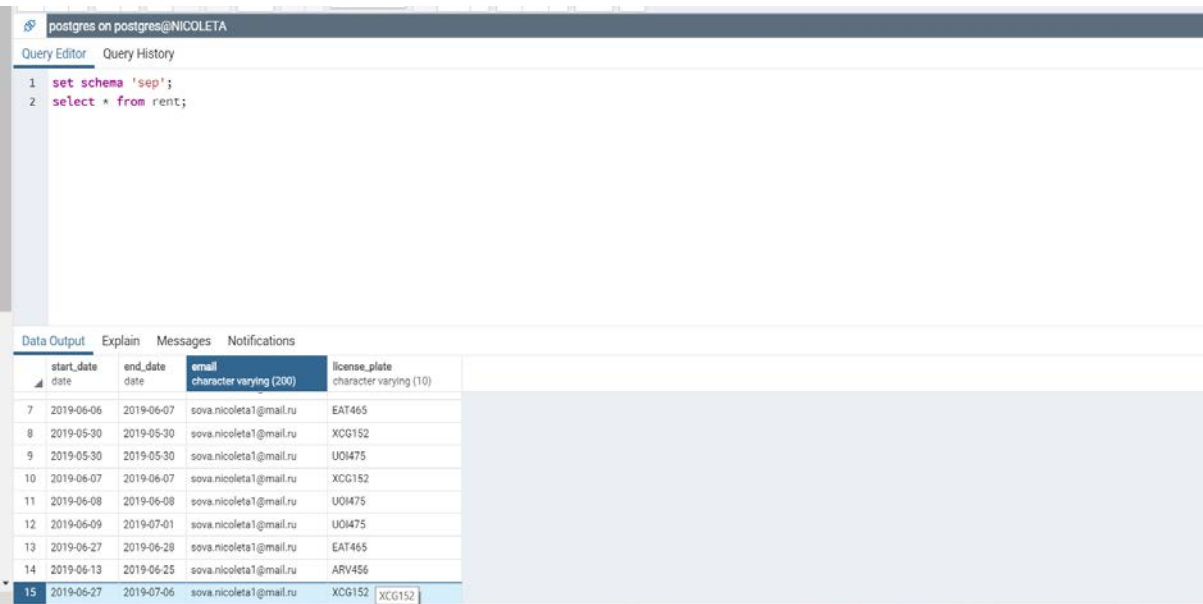 postgres on postgres@NICOLETA
Query Editor Query History
1 set schema 'sep';
2 select * from rent;
Data Output Explain Messages Notifications
start_date end_date email license_plate
date date character varying (200) character varying (10)
7 2019-06-06 2019-06-07 sova.nicoleta1@mail.ru EAT465
8 2019-05-30 2019-05-30 sova.nicoleta1@mail.ru XCG152
9 2019-05-30 2019-05-30 sova.nicoleta1@mail.ru UOI475
10 2019-06-07 2019-06-07 sova.nicoleta1@mail.ru XCG152
11 2019-06-08 2019-06-08 sova.nicoleta1@mail.ru UOI475
12 2019-06-09 2019-07-01 sova.nicoleta1@mail.ru UOI475
13 2019-06-27 2019-06-28 sova.nicoleta1@mail.ru EAT465
14 2019-06-13 2019-06-25 sova.nicoleta1@mail.ru ARV456
15 2019-06-27 2019-07-06 sova.nicoleta1@mail.ru XCG152 XCG152